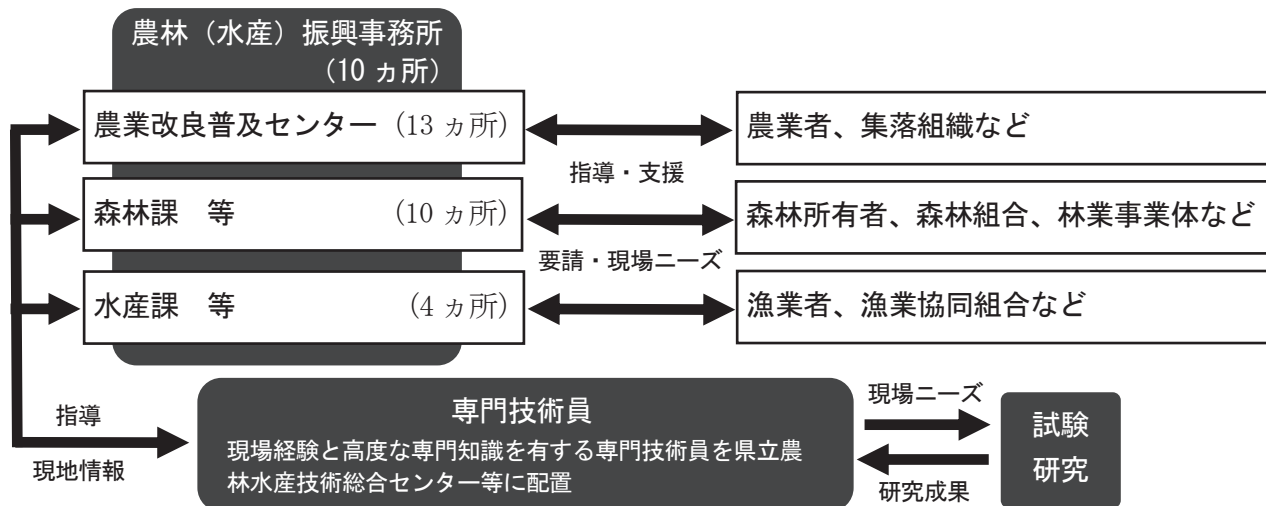 農林（水産）振興事務所
（10ヵ所）
農業改良普及センター（13ヵ所）
農業者、集落組織など
指導・支援
森林課　等（10ヵ所）
森林所有者、森林組合、林業事業体など
要請・現場ニーズ
水産課　等（4ヵ所）
漁業者、漁業協同組合など
指導
現地情報
専門技術員
現場経験と高度な専門知識を有する専門技術員を県立農
林水産技術総合センター等に配置
現場ニーズ
研究成果
試験
研究